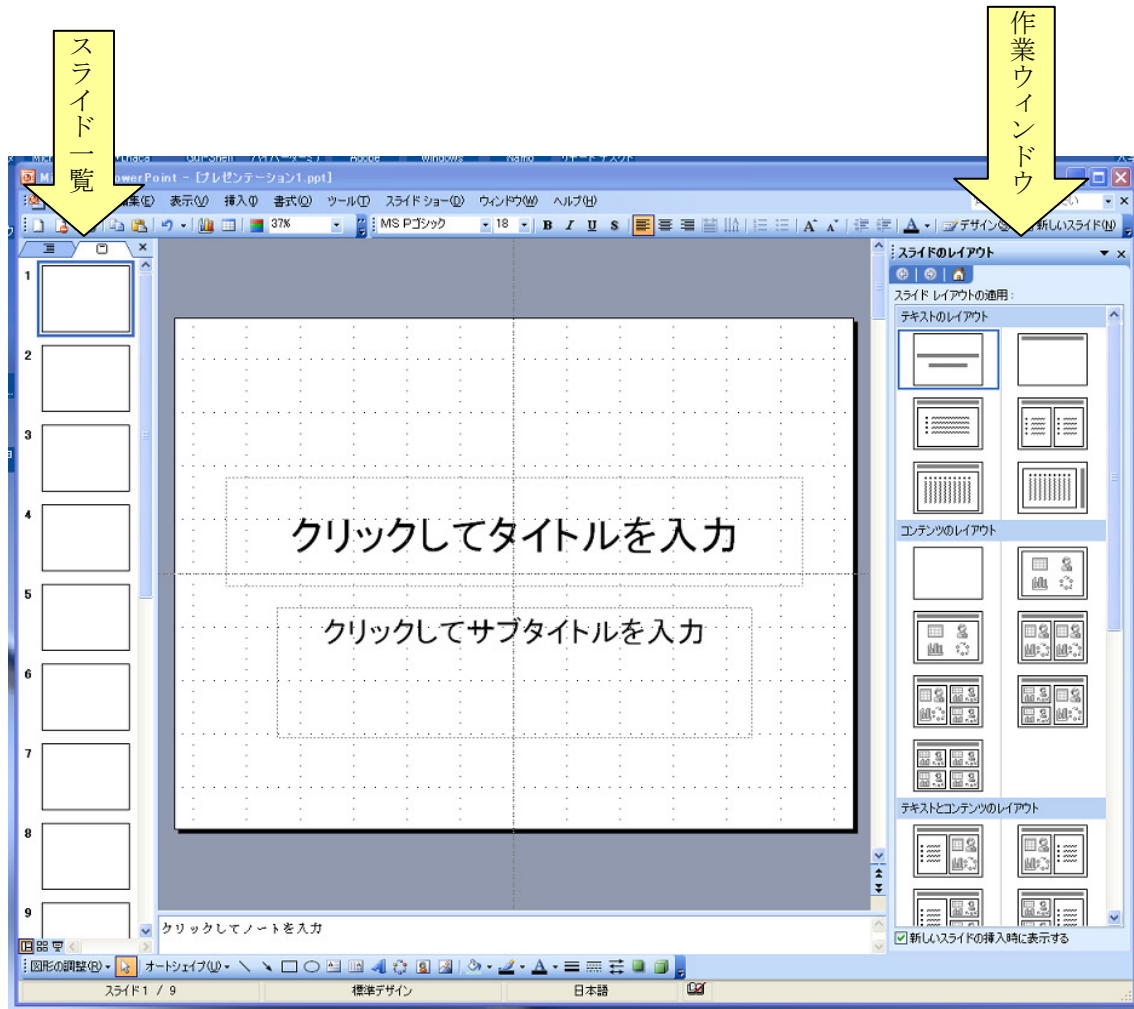 スライド一覧
作業ウィンドウ
PowerPoint - [プレゼンテーション1.ppt]
表示(V) 挿入(I) 書式(O) ツール(T) スライド ショー(D) ウィンドウ(W) ヘルプ(H)
37% MS Pゴシック 18 B I U S A A A デザイン 新しいスライド(N)
スライドのレイアウト
スライド レイアウトの適用:
テキストのレイアウト
コンテンツのレイアウト
テキストとコンテンツのレイアウト
新しいスライドの挿入時に表示する
1
2
3
4
5
6
7
8
9
クリックしてタイトルを入力
クリックしてサブタイトルを入力
クリックしてノートを入力
図形の調整(R) オートシェイプ(U) A
スライド 1 / 9 標準デザイン 日本語